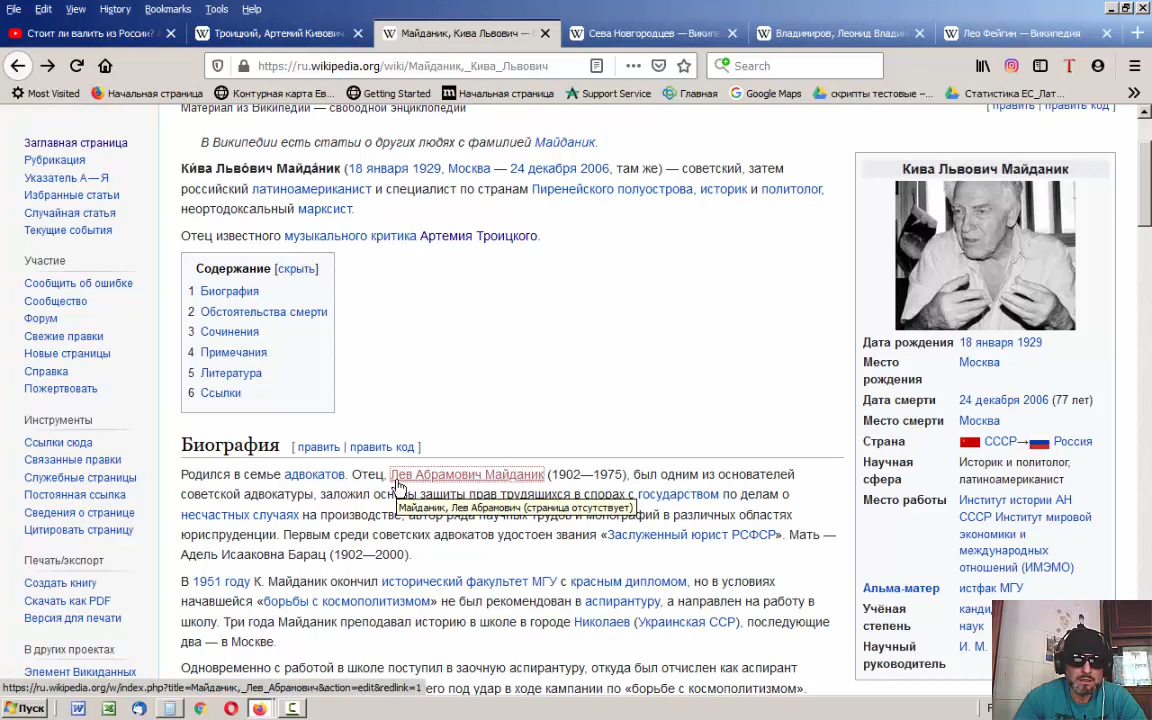 File Edit View History Bookmarks Tools Help
Стоит ли валить из России?
Троицкий, Артемий Кивович
Майданик, Кива Львович —
Сева Новгородцев — Википе
Владимиров, Леонид Владим
Лео Фейгин — Википедия
https://ru.wikipedia.org/wiki/Майданик,_Кива_Львович
Search
Most Visited Начальная страница Контурная карта Ев... Getting Started Начальная страница Support Service Главная Google Maps скрипты тестовые –... Статистика ЕС_Лат...
Материал из Википедии — свободной энциклопедии
[ править | править код ]
В Википедии есть статьи о других людях с фамилией Майданик.
Ки́ва Льво́вич Майда́ник (18 января 1929, Москва — 24 декабря 2006, там же) — советский, затем
российский латиноамериканист и специалист по странам Пиренейского полуострова, историк и политолог,
неортодоксальный марксист.
Отец известного музыкального критика Артемия Троицкого.
Содержание [скрыть]
1 Биография
2 Обстоятельства смерти
3 Сочинения
4 Примечания
5 Литература
6 Ссылки
Биография [ править | править код ]
Родился в семье адвокатов. Отец, Лев Абрамович Майданик (1902—1975), был одним из основателей
советской адвокатуры, заложил основы защиты прав трудящихся в спорах с государством по делам о
Майданик, Лев Абрамович (страница отсутствует)
несчастных случаях на производстве, автор ряда научных трудов и монографий в различных областях
юриспруденции. Первым среди советских адвокатов удостоен звания «Заслуженный юрист РСФСР». Мать —
Адель Исааковна Барац (1902—2000).
В 1951 году К. Майданик окончил исторический факультет МГУ с красным дипломом, но в условиях
начавшейся «борьбы с космополитизмом» не был рекомендован в аспирантуру, а направлен на работу в
школу. Три года Майданик преподавал историю в школе в городе Николаев (Украинская ССР), последующие
два — в Москве.
Одновременно с работой в школе поступил в заочную аспирантуру, откуда был отчислен как аспирант
его под удар в ходе кампании по «борьбе с космополитизмом».
Заглавная страница
Рубрикация
Указатель А — Я
Избранные статьи
Случайная статья
Текущие события
Участие
Сообщить об ошибке
Сообщество
Форум
Свежие правки
Новые страницы
Справка
Пожертвовать
Инструменты
Ссылки сюда
Связанные правки
Служебные страницы
Постоянная ссылка
Сведения о странице
Цитировать страницу
Печать/экспорт
Создать книгу
Скачать как PDF
Версия для печати
В других проектах
Элемент Викиданных
Кива Львович Майданик
Дата рождения 18 января 1929
Место рождения Москва
Дата смерти 24 декабря 2006 (77 лет)
Место смерти Москва
Страна СССР→ Россия
Научная сфера Историк и политолог, латиноамериканист
Место работы Институт истории АН
СССР Институт мировой
экономики и
международных
отношений (ИМЭМО)
Альма-матер истфак МГУ
Учёная степень
наук
Научный руководитель И. М.
https://ru.wikipedia.org/w/index.php?title=Майданик,_Лев_Абрамович&action=edit&redlink=1
Пуск